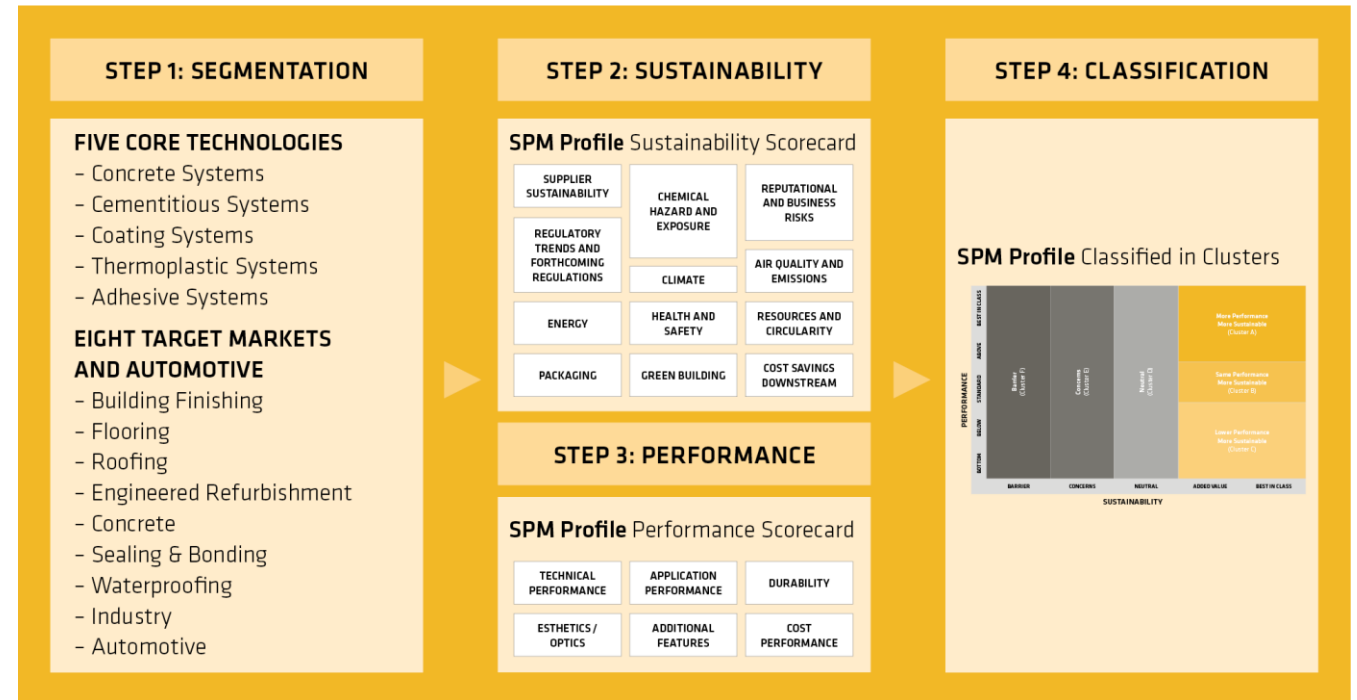 STEP 1: SEGMENTATION
FIVE CORE TECHNOLOGIES
– Concrete Systems
– Cementitious Systems
– Coating Systems
– Thermoplastic Systems
– Adhesive Systems
EIGHT TARGET MARKETS
AND AUTOMOTIVE
– Building Finishing
– Flooring
– Roofing
– Engineered Refurbishment
– Concrete
– Sealing & Bonding
– Waterproofing
– Industry
– Automotive
STEP 2: SUSTAINABILITY
SPM Profile Sustainability Scorecard
SUPPLIER
SUSTAINABILITY
CHEMICAL
HAZARD AND
EXPOSURE
REPUTATIONAL
AND BUSINESS
RISKS
REGULATORY
TRENDS AND
FORTHCOMING
REGULATIONS
CLIMATE
AIR QUALITY AND
EMISSIONS
ENERGY
HEALTH AND
SAFETY
RESOURCES AND
CIRCULARITY
PACKAGING
GREEN BUILDING
COST SAVINGS
DOWNSTREAM
STEP 3: PERFORMANCE
SPM Profile Performance Scorecard
TECHNICAL
PERFORMANCE
APPLICATION
PERFORMANCE
DURABILITY
ESTHETICS /
OPTICS
ADDITIONAL
FEATURES
COST
PERFORMANCE
STEP 4: CLASSIFICATION
SPM Profile Classified in Clusters
PERFORMANCE
BEST IN CLASS
ABOVE
STANDARD
BELOW
BOTTOM
Barrier
(Cluster F)
Concerns
(Cluster E)
Neutral
(Cluster D)
More Performance
More Sustainable
(Cluster A)
Same Performance
More Sustainable
(Cluster B)
Lower Performance
More Sustainable
(Cluster C)
BARRIER
CONCERNS
NEUTRAL
ADDED VALUE
BEST IN CLASS
SUSTAINABILITY